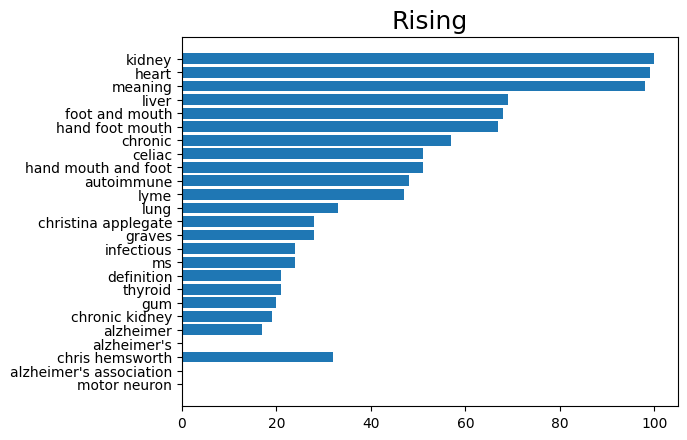 Rising
kidney
heart
meaning
liver
foot and mouth
hand foot mouth
chronic
celiac
hand mouth and foot
autoimmune
lyme
lung
christina applegate
graves
infectious
ms
definition
thyroid
gum
chronic kidney
alzheimer
alzheimer's
chris hemsworth
alzheimer's association
motor neuron
0 20 40 60 80 100